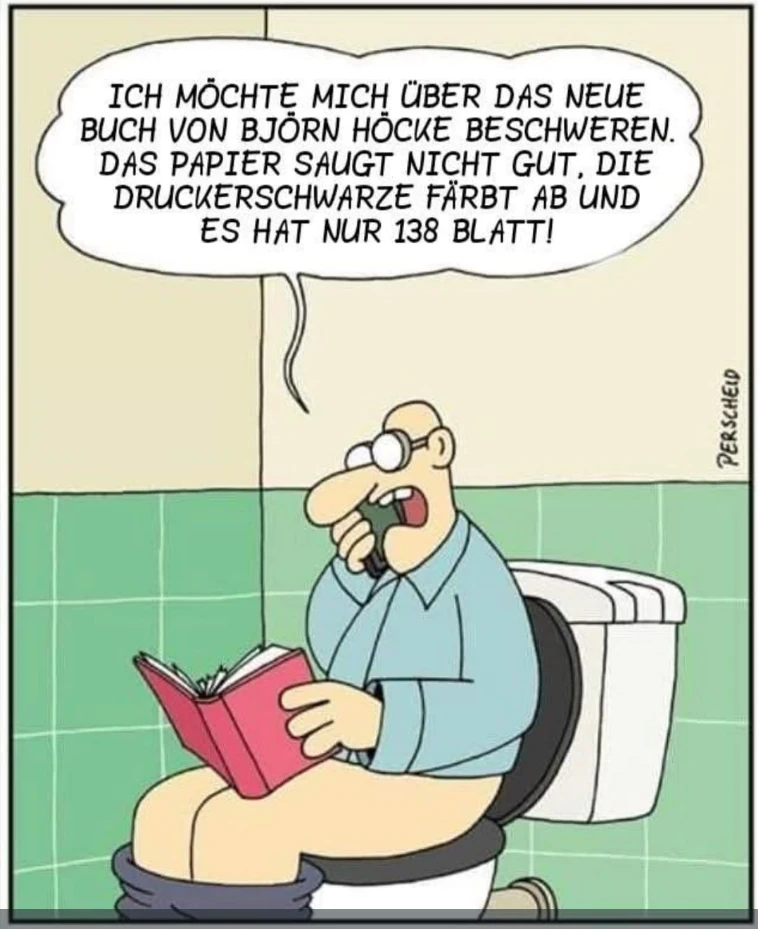 ICH MÖCHTE MICH ÜBER DAS NEUE
BUCH VON BJÖRN HÖCKE BESCHWEREN.
DAS PAPIER SAUGT NICHT GUT, DIE
DRUCKERSCHWARZE FÄRBT AB UND
ES HAT NUR 138 BLATT!
PERSCHEID